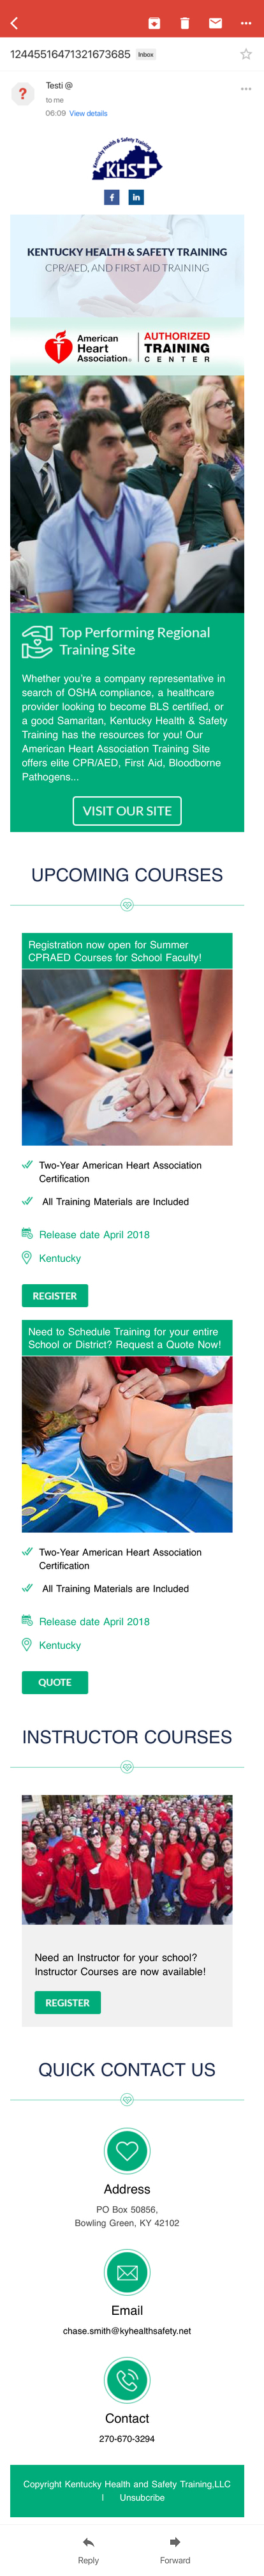 12445516471321673685 Inbox
?
Testi @
to me
06:09 View details
Kentucky Health & Safety Training
KHS+
f in
KENTUCKY HEALTH & SAFETY TRAINING
CPR/AED, AND FIRST AID TRAINING
American Heart Association®
AUTHORIZED TRAINING CENTER
Top Performing Regional
Training Site
Whether you're a company representative in
search of OSHA compliance, a healthcare
provider looking to become BLS certified, or
a good Samaritan, Kentucky Health & Safety
Training has the resources for you! Our
American Heart Association Training Site
offers elite CPR/AED, First Aid, Bloodborne
Pathogens...
VISIT OUR SITE
UPCOMING COURSES
Registration now open for Summer
CPRAED Courses for School Faculty!
Two-Year American Heart Association
Certification
All Training Materials are Included
Release date April 2018
Kentucky
REGISTER
Need to Schedule Training for your entire
School or District? Request a Quote Now!
Two-Year American Heart Association
Certification
All Training Materials are Included
Release date April 2018
Kentucky
QUOTE
INSTRUCTOR COURSES
Need an Instructor for your school?
Instructor Courses are now available!
REGISTER
QUICK CONTACT US
Address
PO Box 50856,
Bowling Green, KY 42102
Email
chase.smith@kyhealthsafety.net
Contact
270-670-3294
Copyright Kentucky Health and Safety Training,LLC
| Unsubcribe
Reply Forward